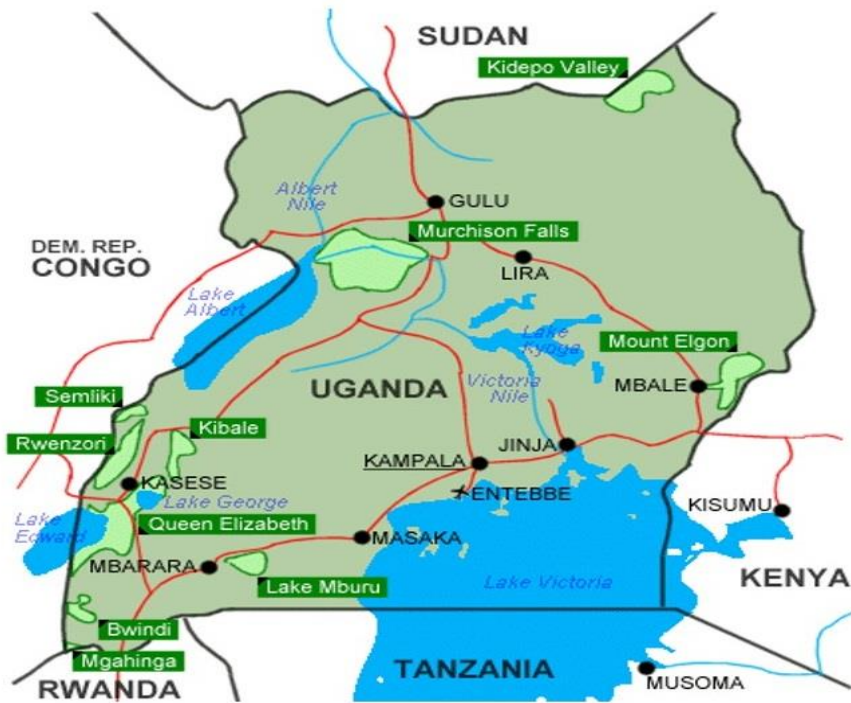 SUDAN
Kidepo Valley
Albert
Nile
GULU
Murchison Falls
DEM. REP.
CONGO
LIRA
Lake
Albert
Lake
Kyoga
Mount Elgon
UGANDA
Victoria
Nile
MBALE
Semliki
Kibale
Rwenzori
KAMPALA
JINJA
KASESE
Lake George
ENTEBBE
KISUMU
Lake
Edward
Queen Elizabeth
MASAKA
MBARARA
Lake Mburu
Lake Victoria
KENYA
Bwindi
Mgahinga
RWANDA
TANZANIA
MUSOMA